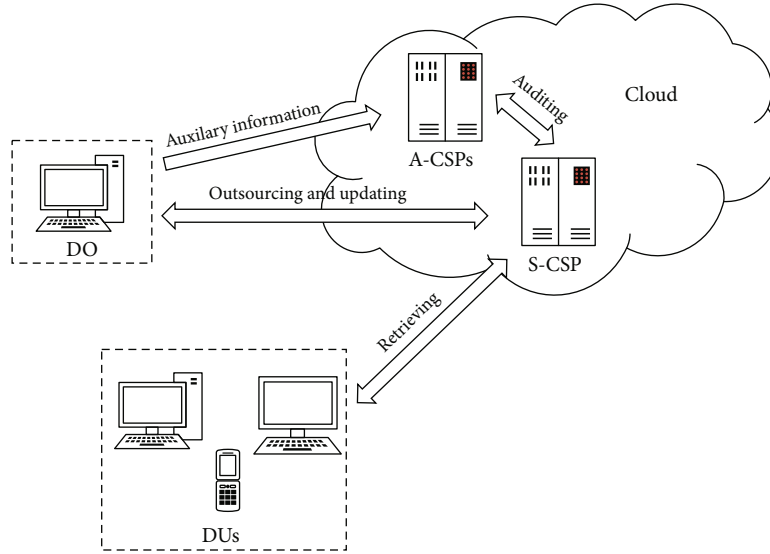 Cloud
Auditing
Auxilary information
A-CSPs
Outsourcing and updating
DO
S-CSP
Retrieving
DUs